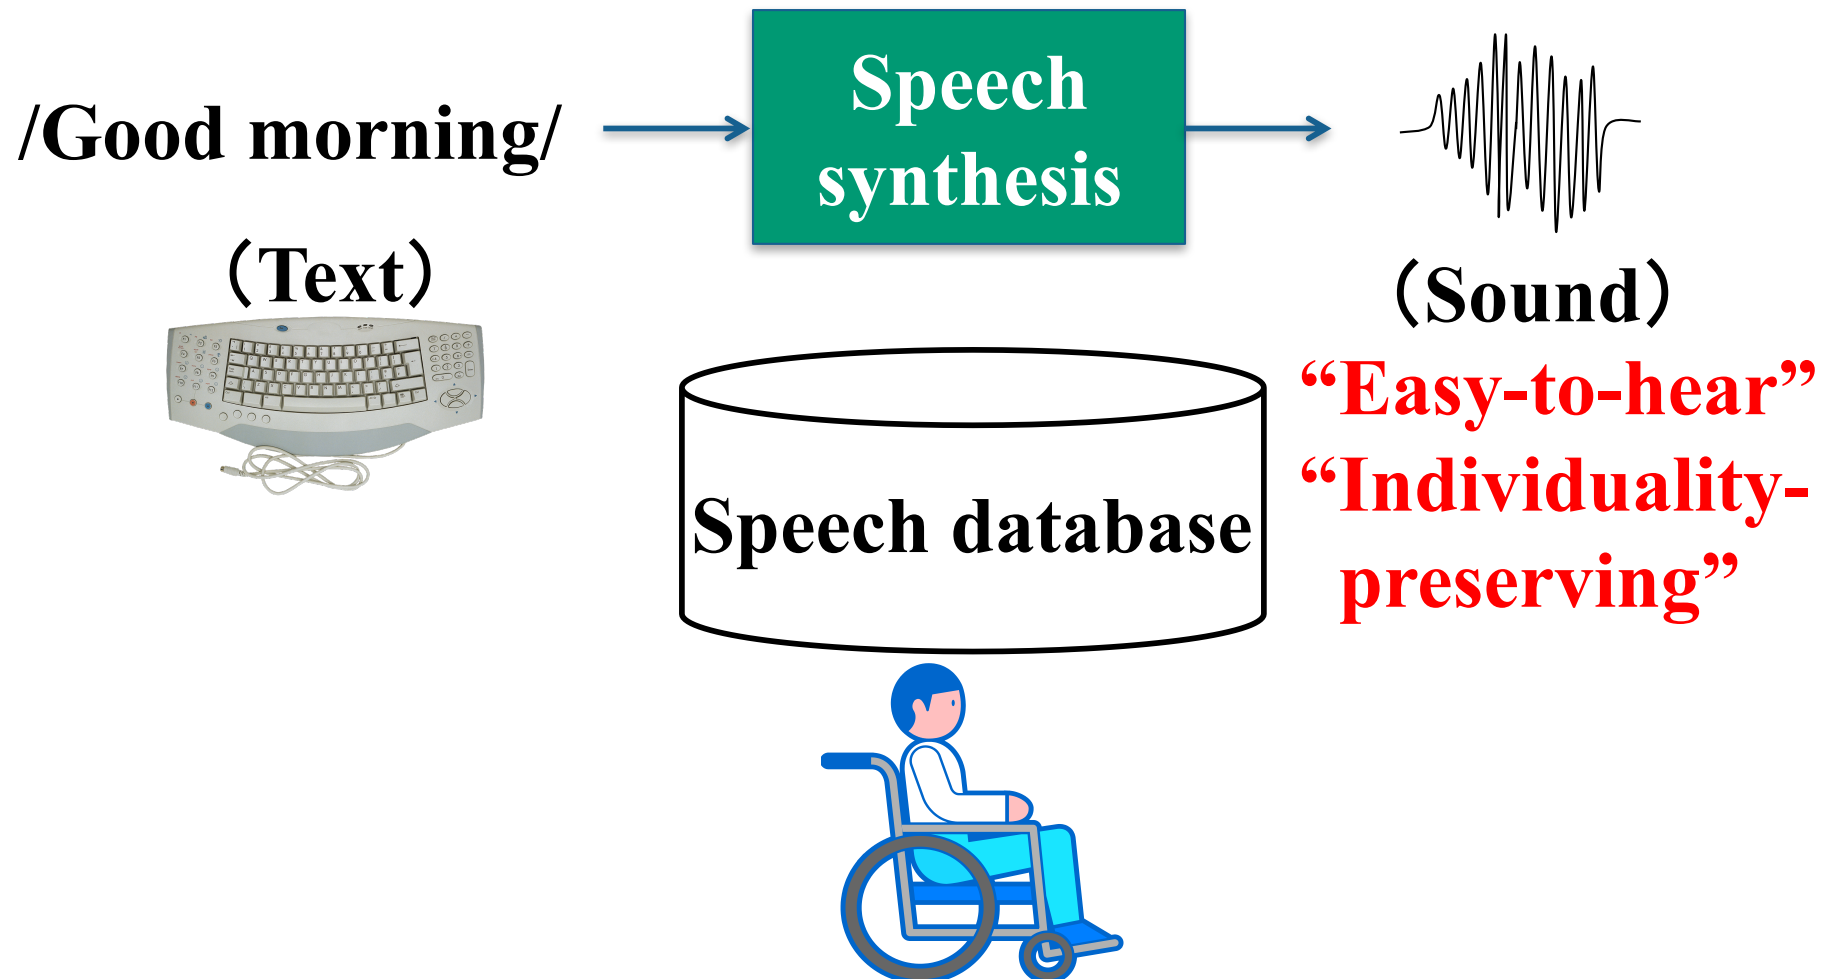 /Good morning/
Speech
synthesis
（Text）
（Sound）
“Easy-to-hear”
“Individuality-
preserving”
Speech database